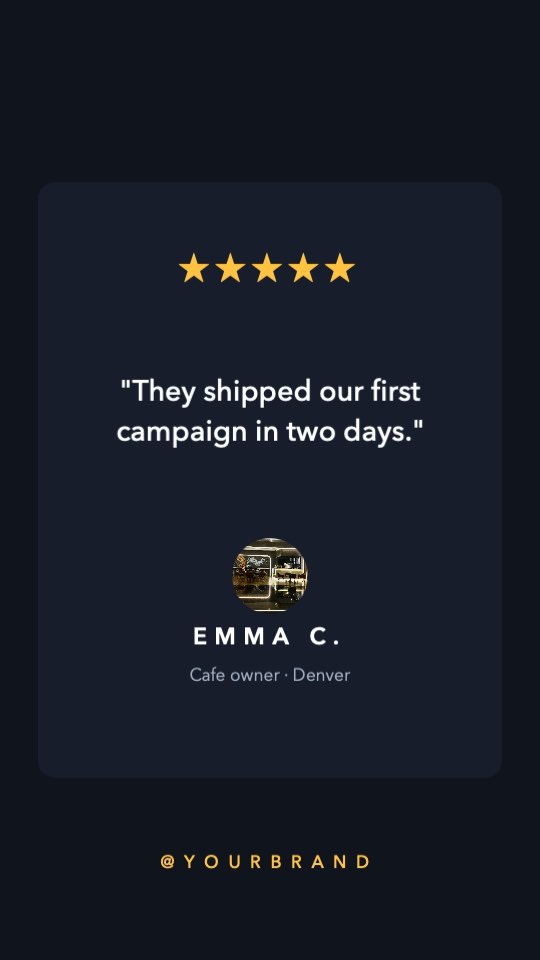 ★★★★★
"They shipped our first
campaign in two days."
EMMA C.
Cafe owner · Denver
@YOURBRAND